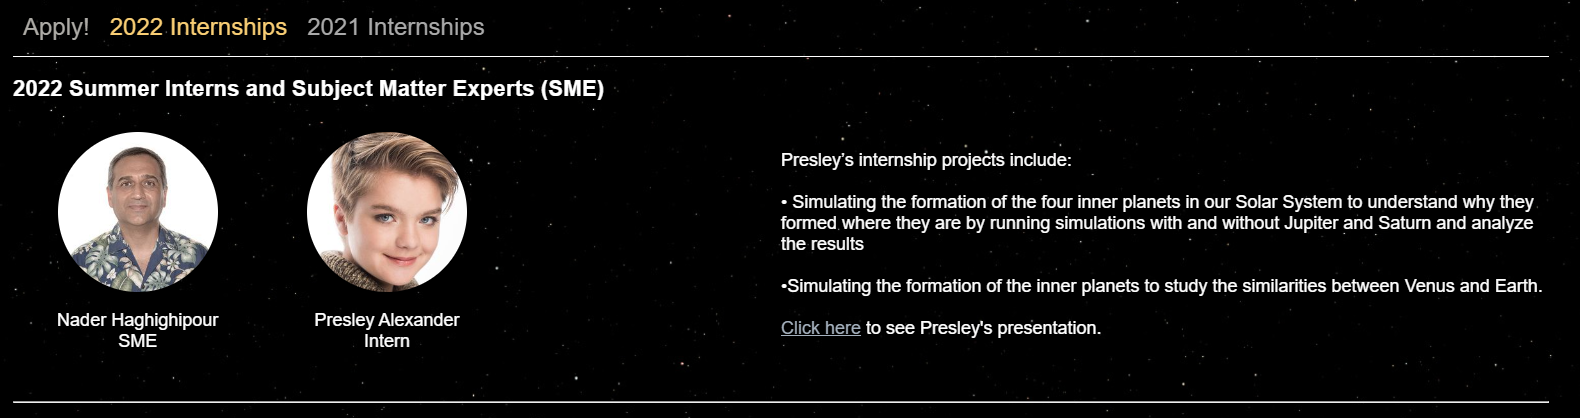 Apply! 2022 Internships 2021 Internships
2022 Summer Interns and Subject Matter Experts (SME)
Nader Haghighipour
SME
Presley Alexander
Intern
Presley's internship projects include:
• Simulating the formation of the four inner planets in our Solar System to understand why they
formed where they are by running simulations with and without Jupiter and Saturn and analyze
the results
•Simulating the formation of the inner planets to study the similarities between Venus and Earth.
Click here to see Presley's presentation.